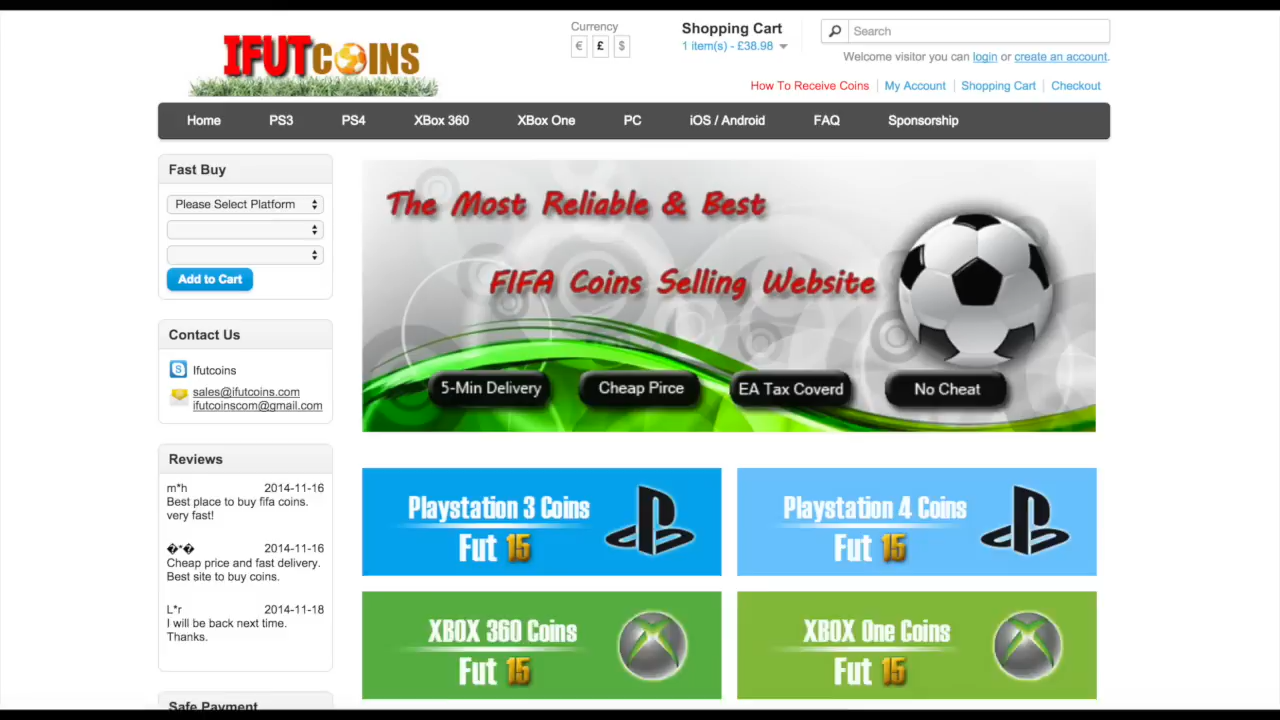 IFUTCOINS
Currency
€ £ $
Shopping Cart
1 item(s) - £38.98
Search
Welcome visitor you can login or create an account.
How To Receive Coins
My Account
Shopping Cart
Checkout
Home
PS3
PS4
XBox 360
XBox One
PC
iOS / Android
FAQ
Sponsorship
Fast Buy
Please Select Platform
Add to Cart
Contact Us
Ifutcoins
sales@ifutcoins.com
ifutcoinscom@gmail.com
Reviews
m*h 2014-11-16
Best place to buy fifa coins.
very fast!
�*� 2014-11-16
Cheap price and fast delivery.
Best site to buy coins.
L*r 2014-11-18
I will be back next time.
Thanks.
Safe Payment
The Most Reliable & Best
FIFA Coins Selling Website
5-Min Delivery
Cheap Pirce
EA Tax Coverd
No Cheat
Playstation 3 Coins
Fut 15
Playstation 4 Coins
Fut 15
XBOX 360 Coins
Fut 15
XBOX One Coins
Fut 15